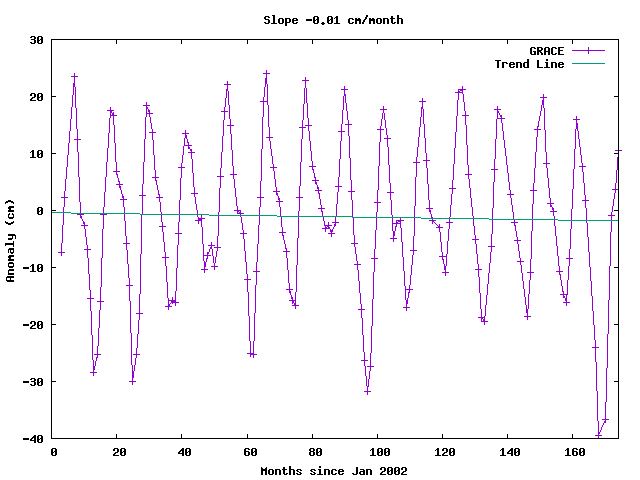 Slope -0.01 cm/month
GRACE
Trend Line
30
20
10
0
-10
-20
-30
-40
Anomaly (cm)
0 20 40 60 80 100 120 140 160
Months since Jan 2002